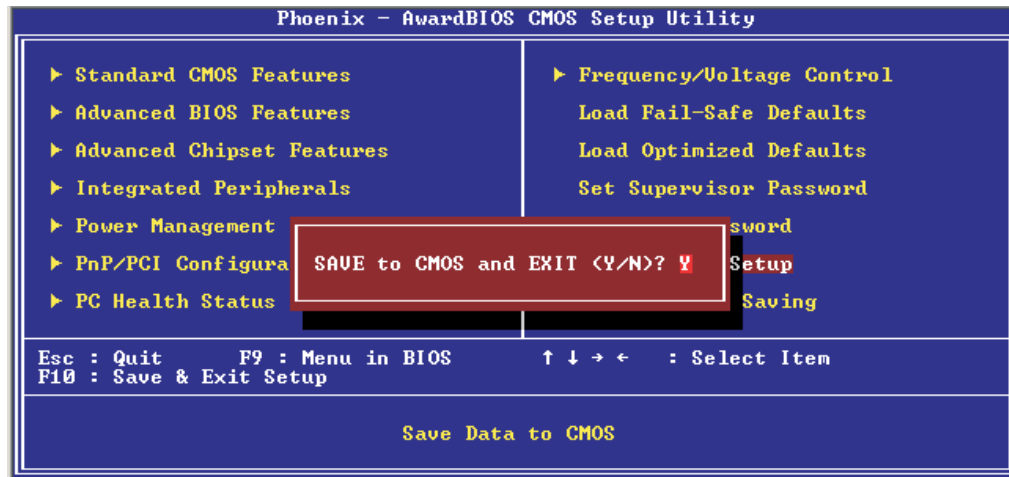 Phoenix - AwardBIOS CMOS Setup Utility
Standard CMOS Features
Advanced BIOS Features
Advanced Chipset Features
Integrated Peripherals
Power Management
PnP/PCI Configura
PC Health Status
Frequency/Voltage Control
Load Fail-Safe Defaults
Load Optimized Defaults
Set Supervisor Password
sword
Setup
Saving
SAVE to CMOS and EXIT (Y/N)? Y
Esc : Quit F9 : Menu in BIOS ↑ ↓ → ← : Select Item
F10 : Save & Exit Setup
Save Data to CMOS